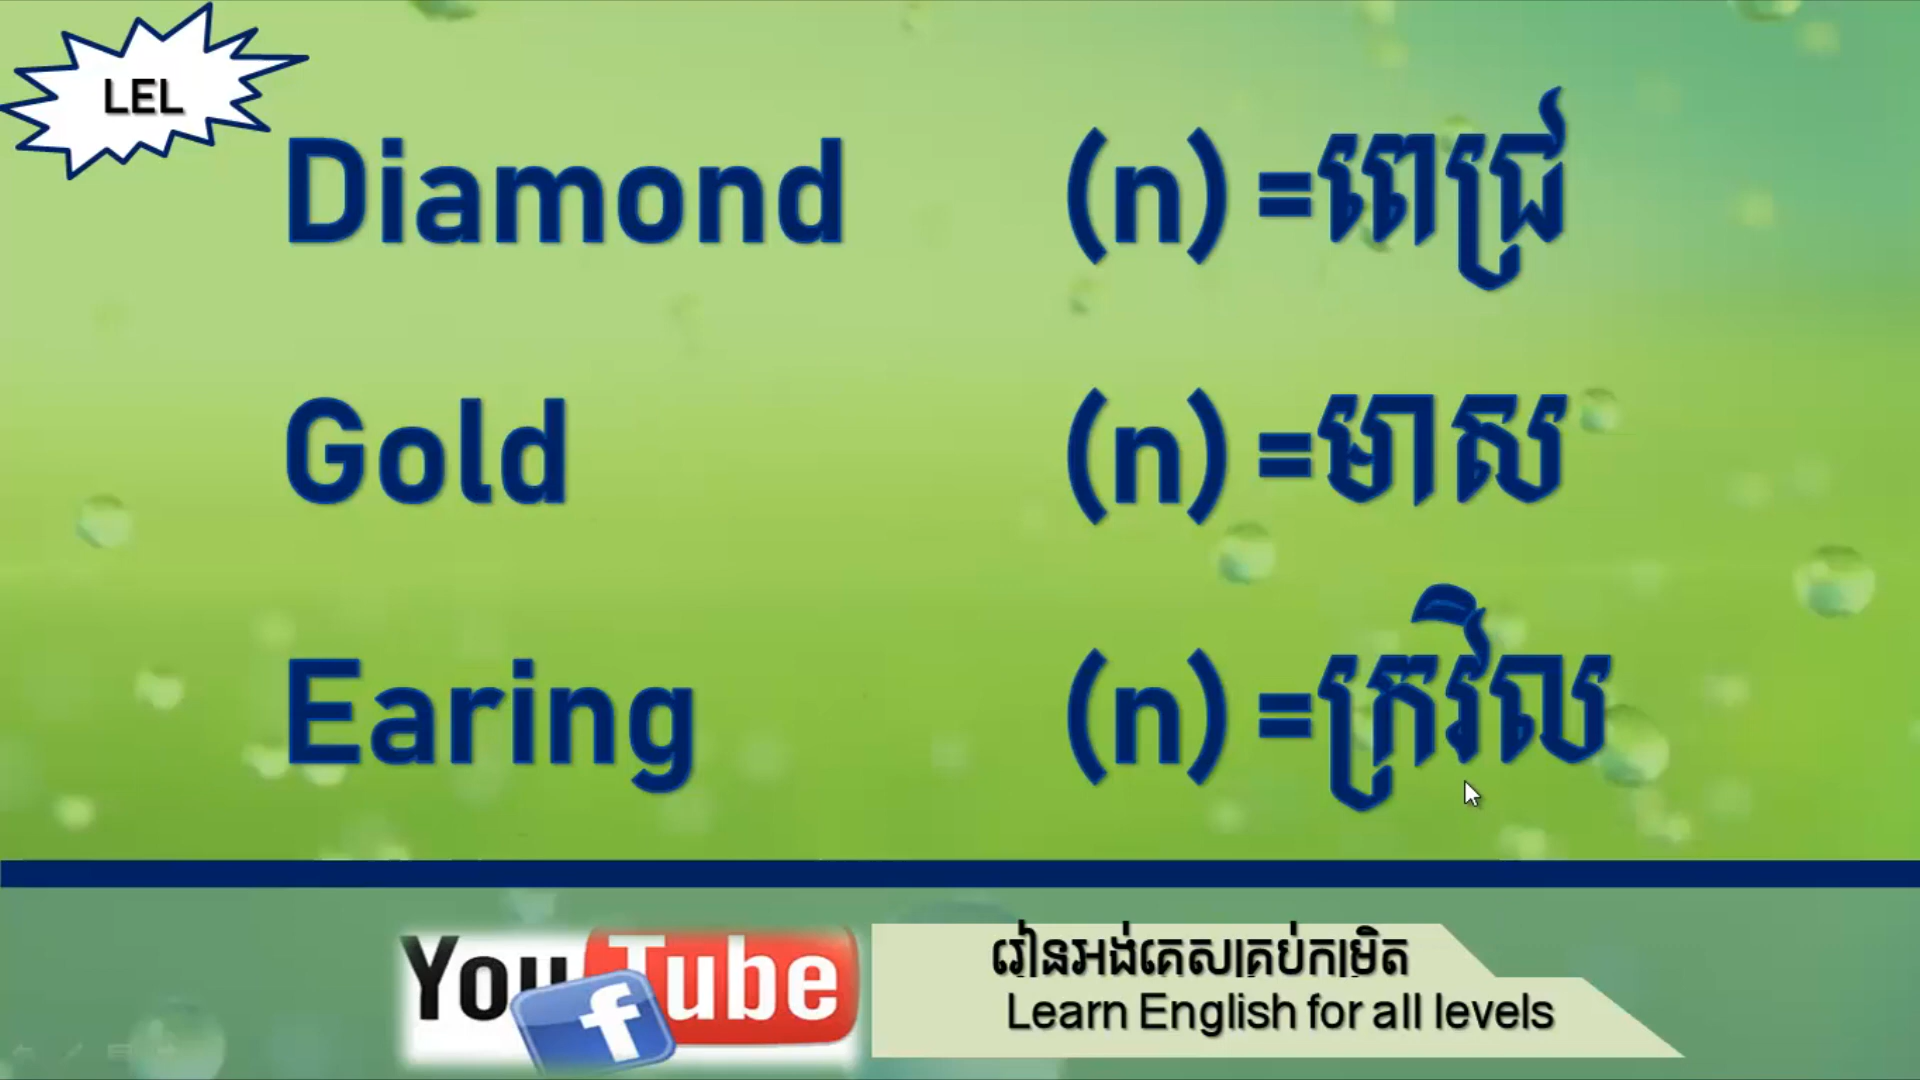 LEL
Diamond (n) =ពេជ្រ
Gold (n) =មាស
Earing (n) =ក្រវិល
YouTube
f
រៀនអង់គេសគ្រប់កម្រិត
Learn English for all levels